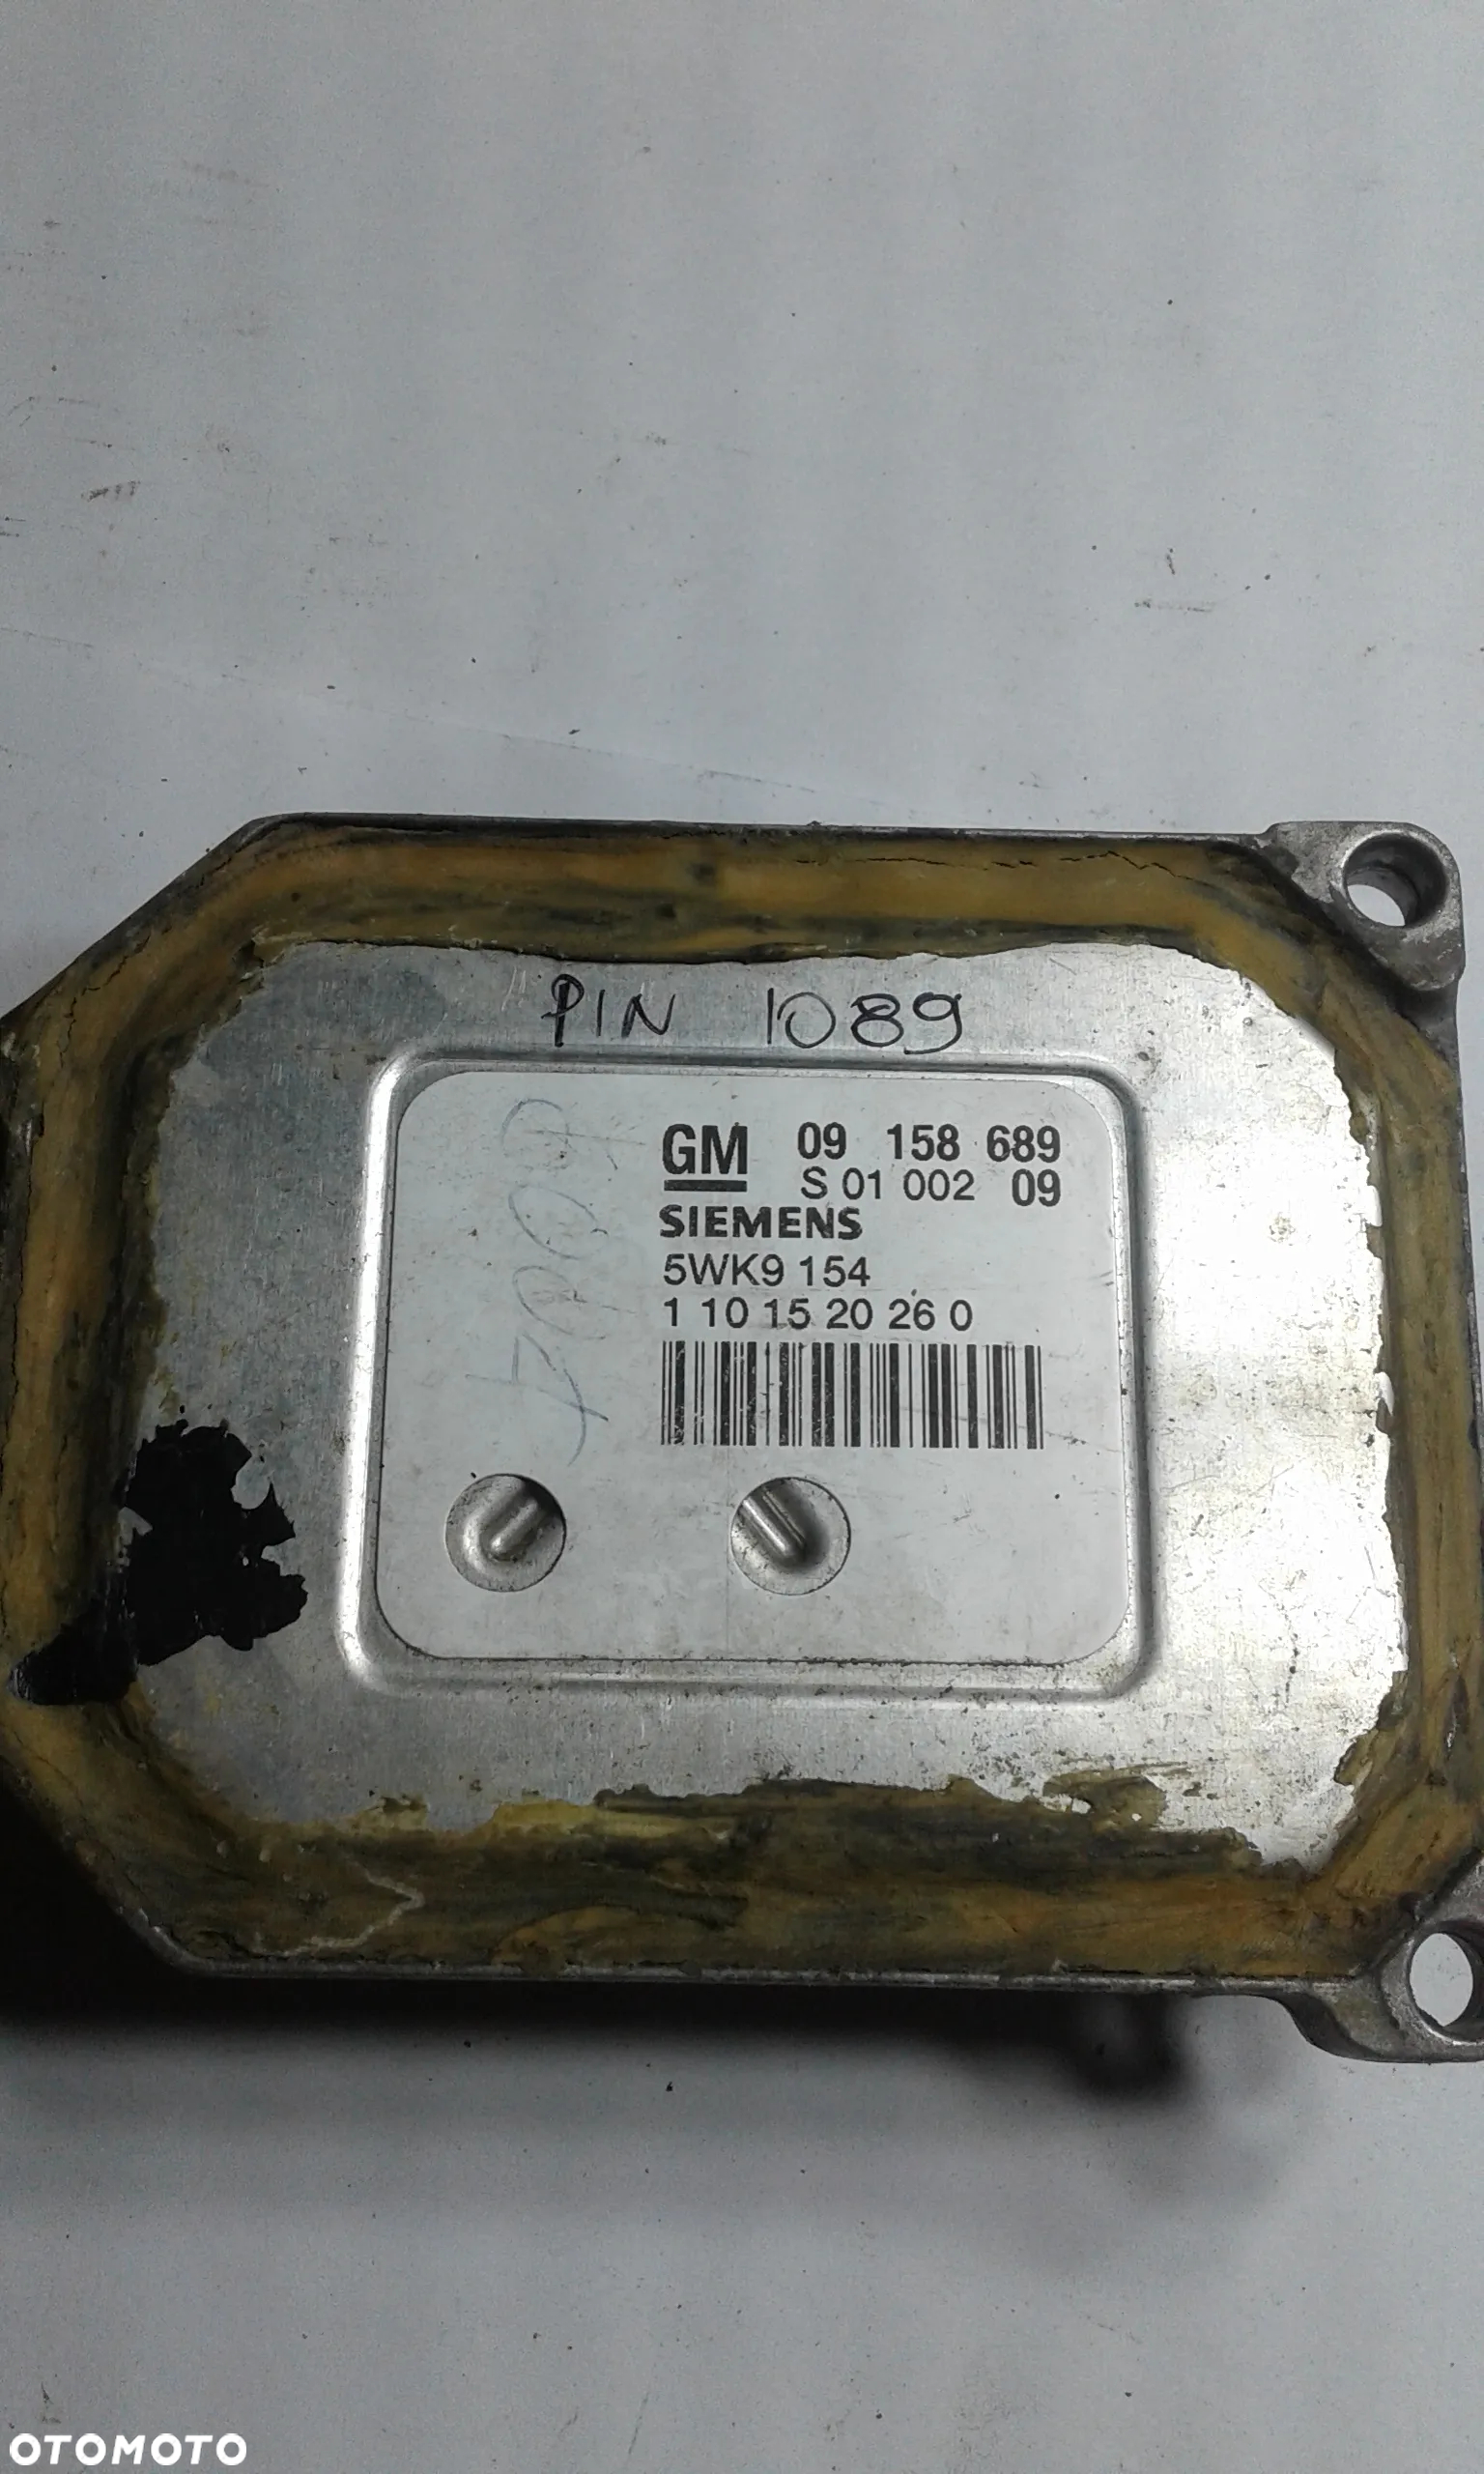 PIN 1089
GM 09 158 689
S 01 002 09
SIEMENS
5WK9 154
1 10 15 20 26 0
OTOMOTO